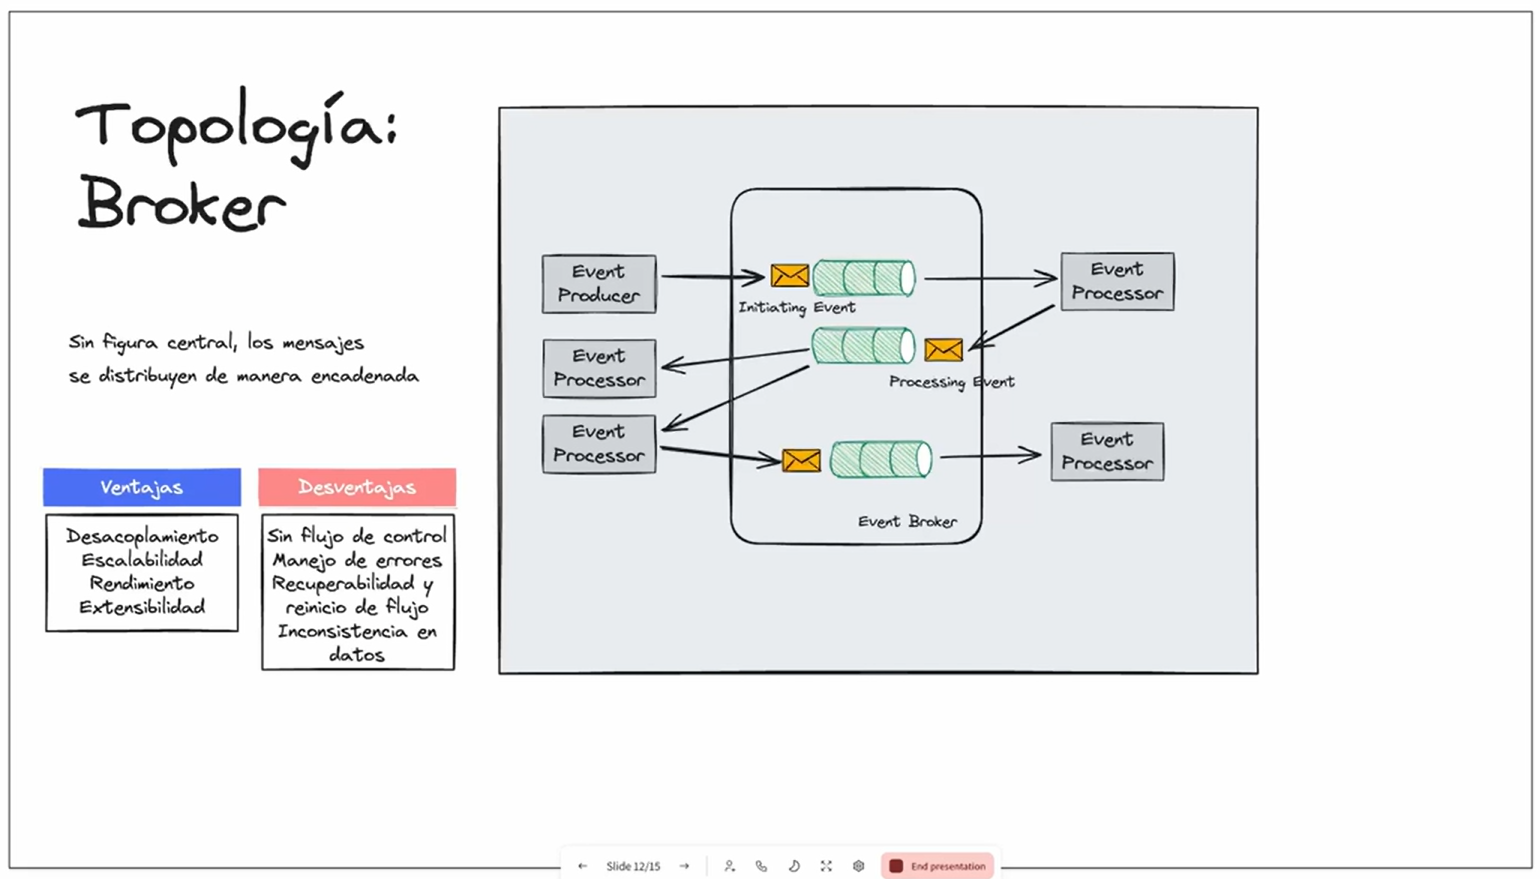 Topología:
Broker
Sin figura central, los mensajes
se distribuyen de manera encadenada
Ventajas
Desacoplamiento
Escalabilidad
Rendimiento
Extensibilidad
Desventajas
Sin flujo de control
Manejo de errores
Recuperabilidad y
reinicio de flujo
Inconsistencia en
datos
Event
Producer
Initiating Event
Event
Processor
Event
Processor
Processing Event
Event
Processor
Event
Processor
Event Broker
Slide 12/15
End presentation